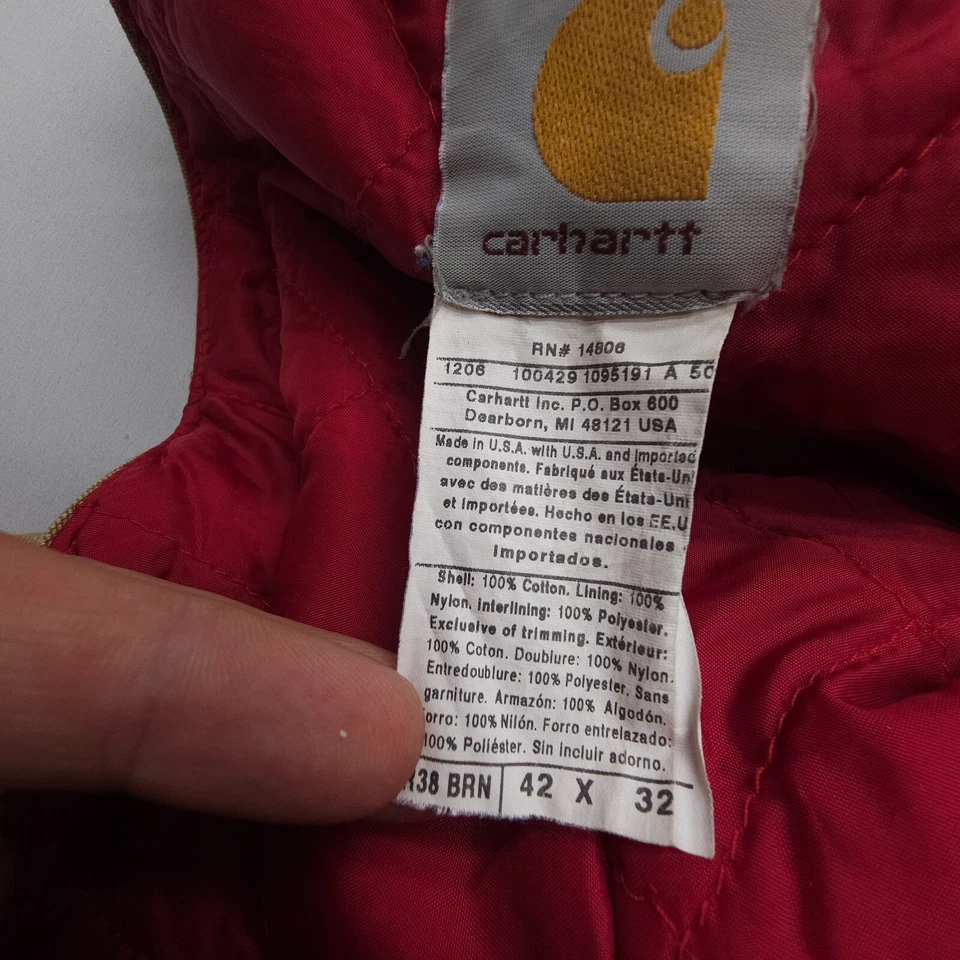 carhartt
RN# 14806
1206 100429 1095191 A 50
Carhartt Inc. P.O. Box 600
Dearborn, MI 48121 USA
Made in U.S.A. with U.S.A. and Imported
components. Fabriqué aux États-Un
avec des matières des États-Uni
et importées. Hecho en los EE.U
con componentes nacionales
importados.
Shell: 100% Cotton. Lining: 100%
Nylon. Interlining: 100% Polyester.
Exclusive of trimming. Extérieur:
100% Coton. Doublure: 100% Nylon.
Entredoublure: 100% Polyester. Sans
garniture. Armazón: 100% Algodón.
Forro: 100% Nilón. Forro entrelazado:
100% Poliéster. Sin incluir adorno.
R38 BRN 42 X 32